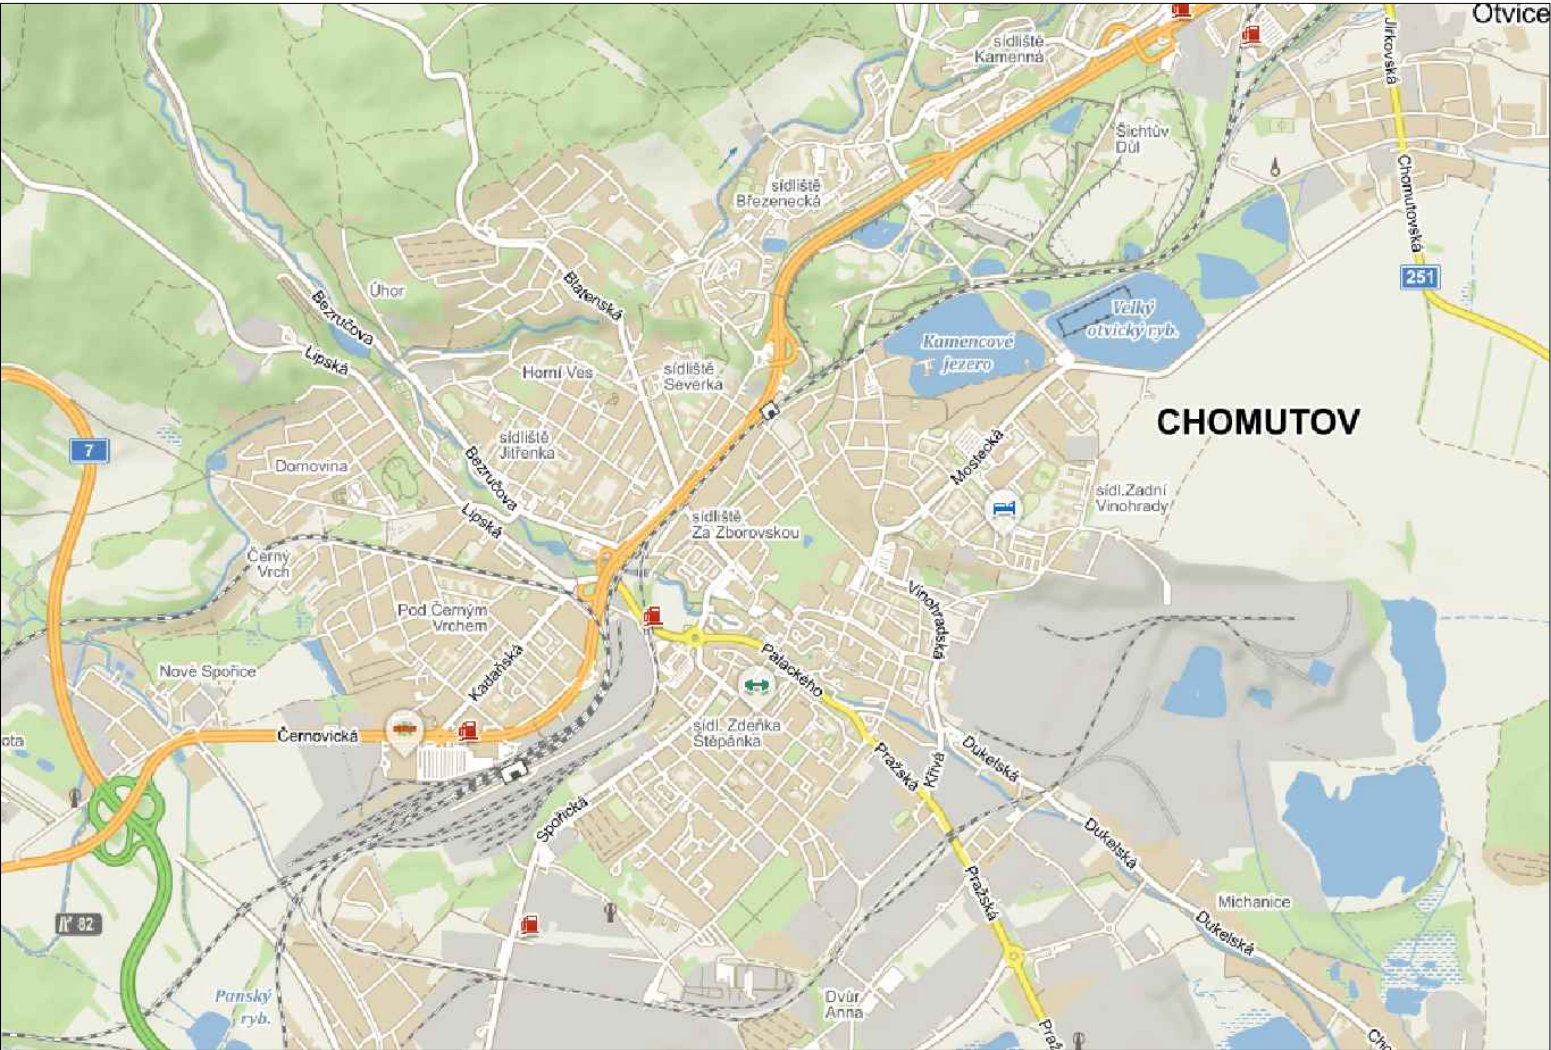 Otvice
sídliště
Kamenná
Jirkovská
Šichtův
Důl
Chomutovská
sídliště
Březenecká
251
Úhor
Blatenská
Bezručova
Velký
otvický ryb.
Kamencové
jezero
Lipská
Horní Ves
sídliště
Severka
CHOMUTOV
7
sídliště
Jitřenka
Domovina
Bezručova
Mostecká
sídl.Zadní
Vinohrady
Lipská
sídliště
Za Zborovskou
Černý
Vrch
Vinohradská
Pod Černým
Vrchem
Nové Spořice
Kadaňská
Palackého
Černovická
ota
sídl. Zdeňka
Štěpánka
Pražská
Křivá
Dukelská
Spořická
Dukelská
Pražská
Michanice
82
Dukelská
Panský
ryb.
Dvůr
Anna
Praž
Cho